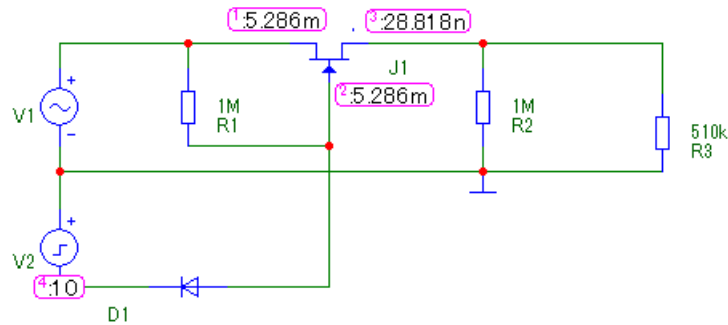 1:5.286m
3:28.818n
J1
2:5.286m
+
V1
−
1M
R1
1M
R2
510k
R3
+
V2
4:10
D1